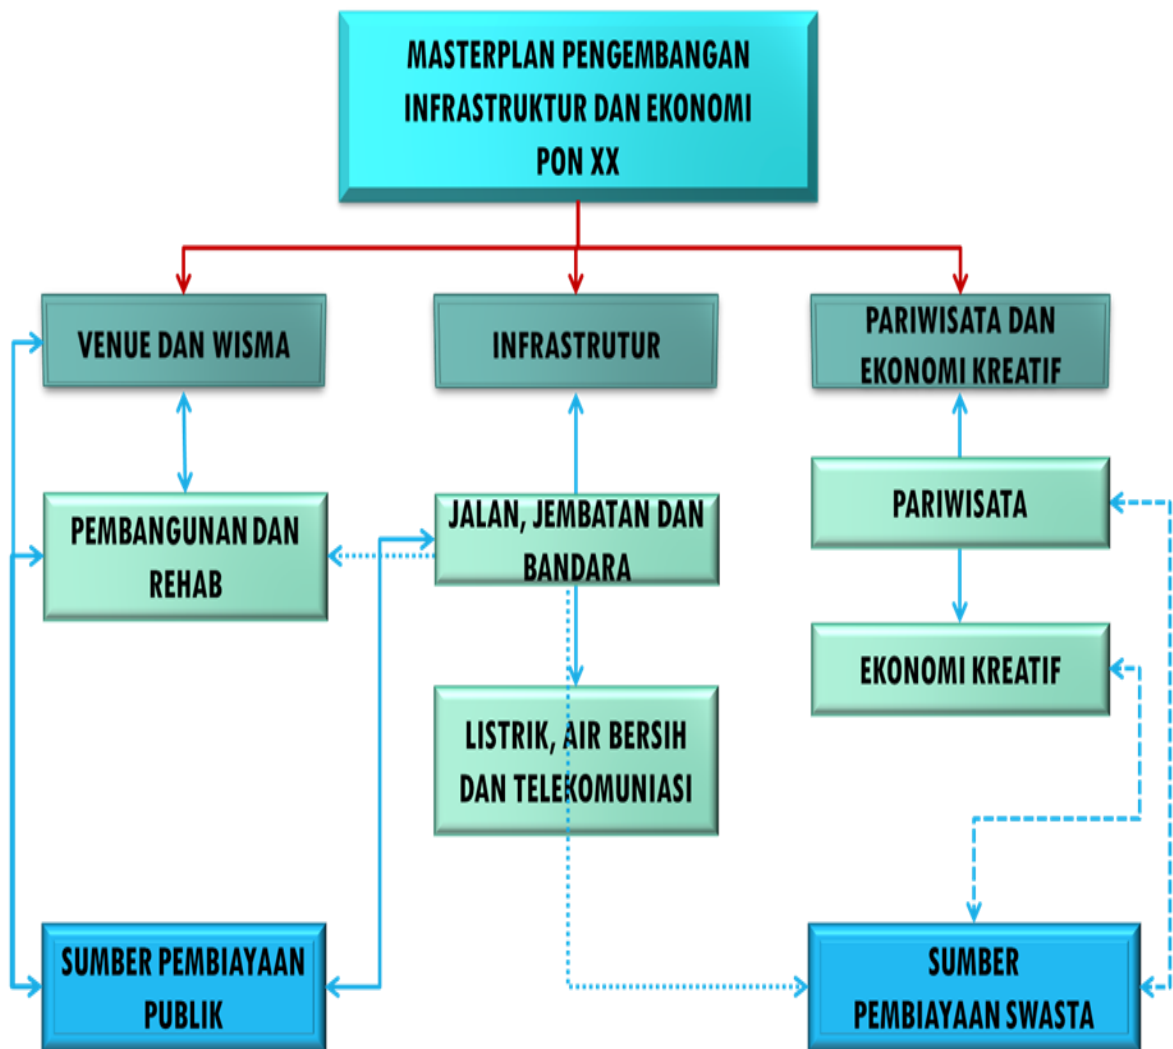 MASTERPLAN PENGEMBANGAN
INFRASTRUKTUR DAN EKONOMI
PON XX
VENUE DAN WISMA
INFRASTRUTUR
PARIWISATA DAN
EKONOMI KREATIF
PEMBANGUNAN DAN
REHAB
JALAN, JEMBATAN DAN
BANDARA
PARIWISATA
EKONOMI KREATIF
LISTRIK, AIR BERSIH
DAN TELEKOMUNIASI
SUMBER PEMBIAYAAN
PUBLIK
SUMBER
PEMBIAYAAN SWASTA